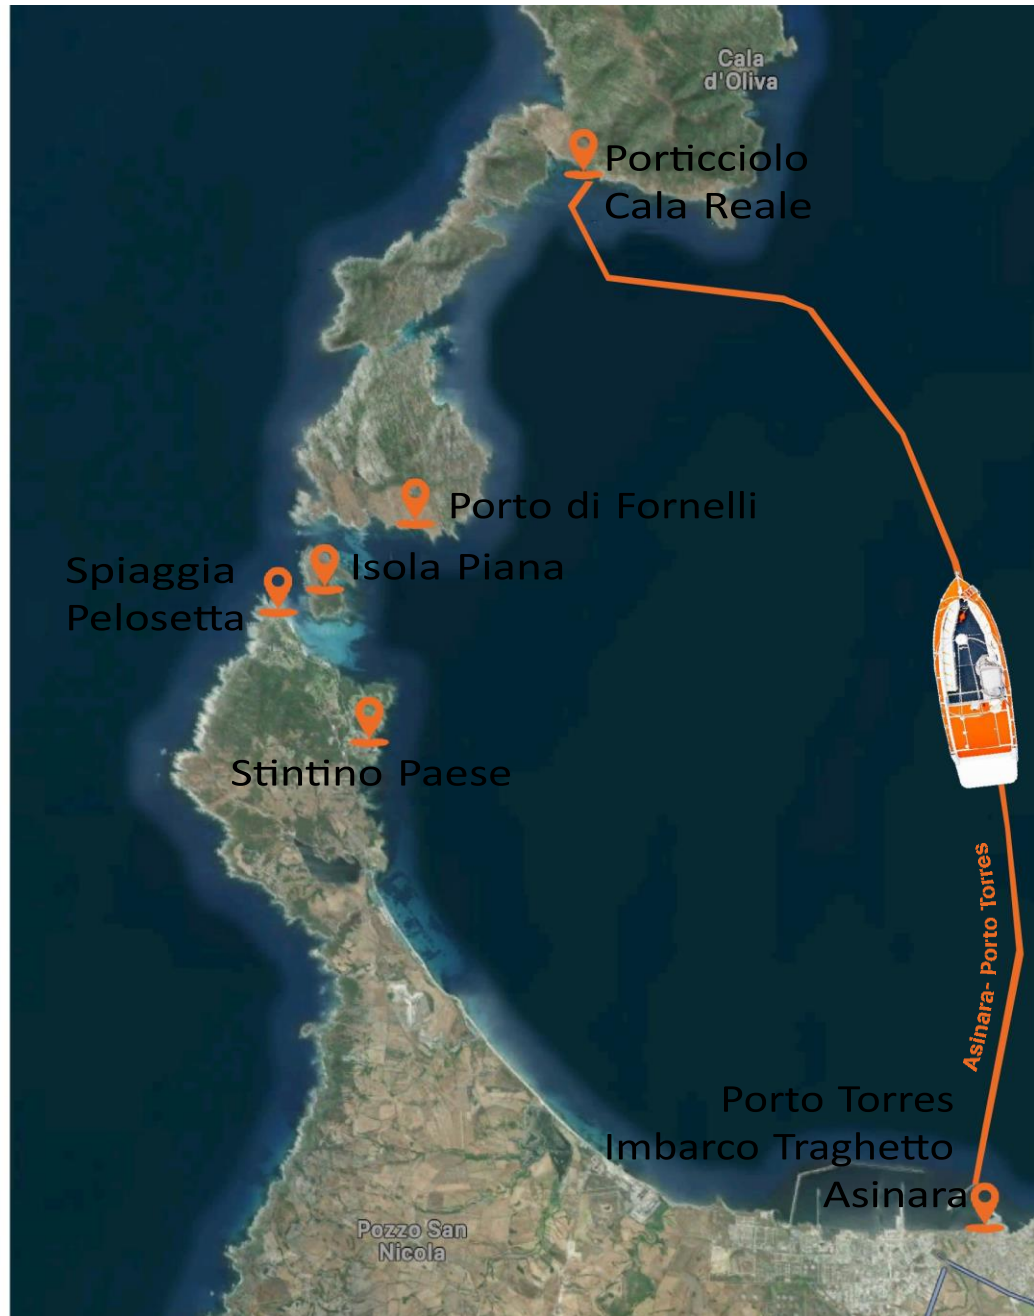 Cala
d'Oliva
Porticciolo
Cala Reale
Porto di Fornelli
Isola Piana
Spiaggia
Pelosetta
Stintino Paese
Asinara- Porto Torres
Porto Torres
Imbarco Traghetto
Asinara
Pozzo San
Nicola